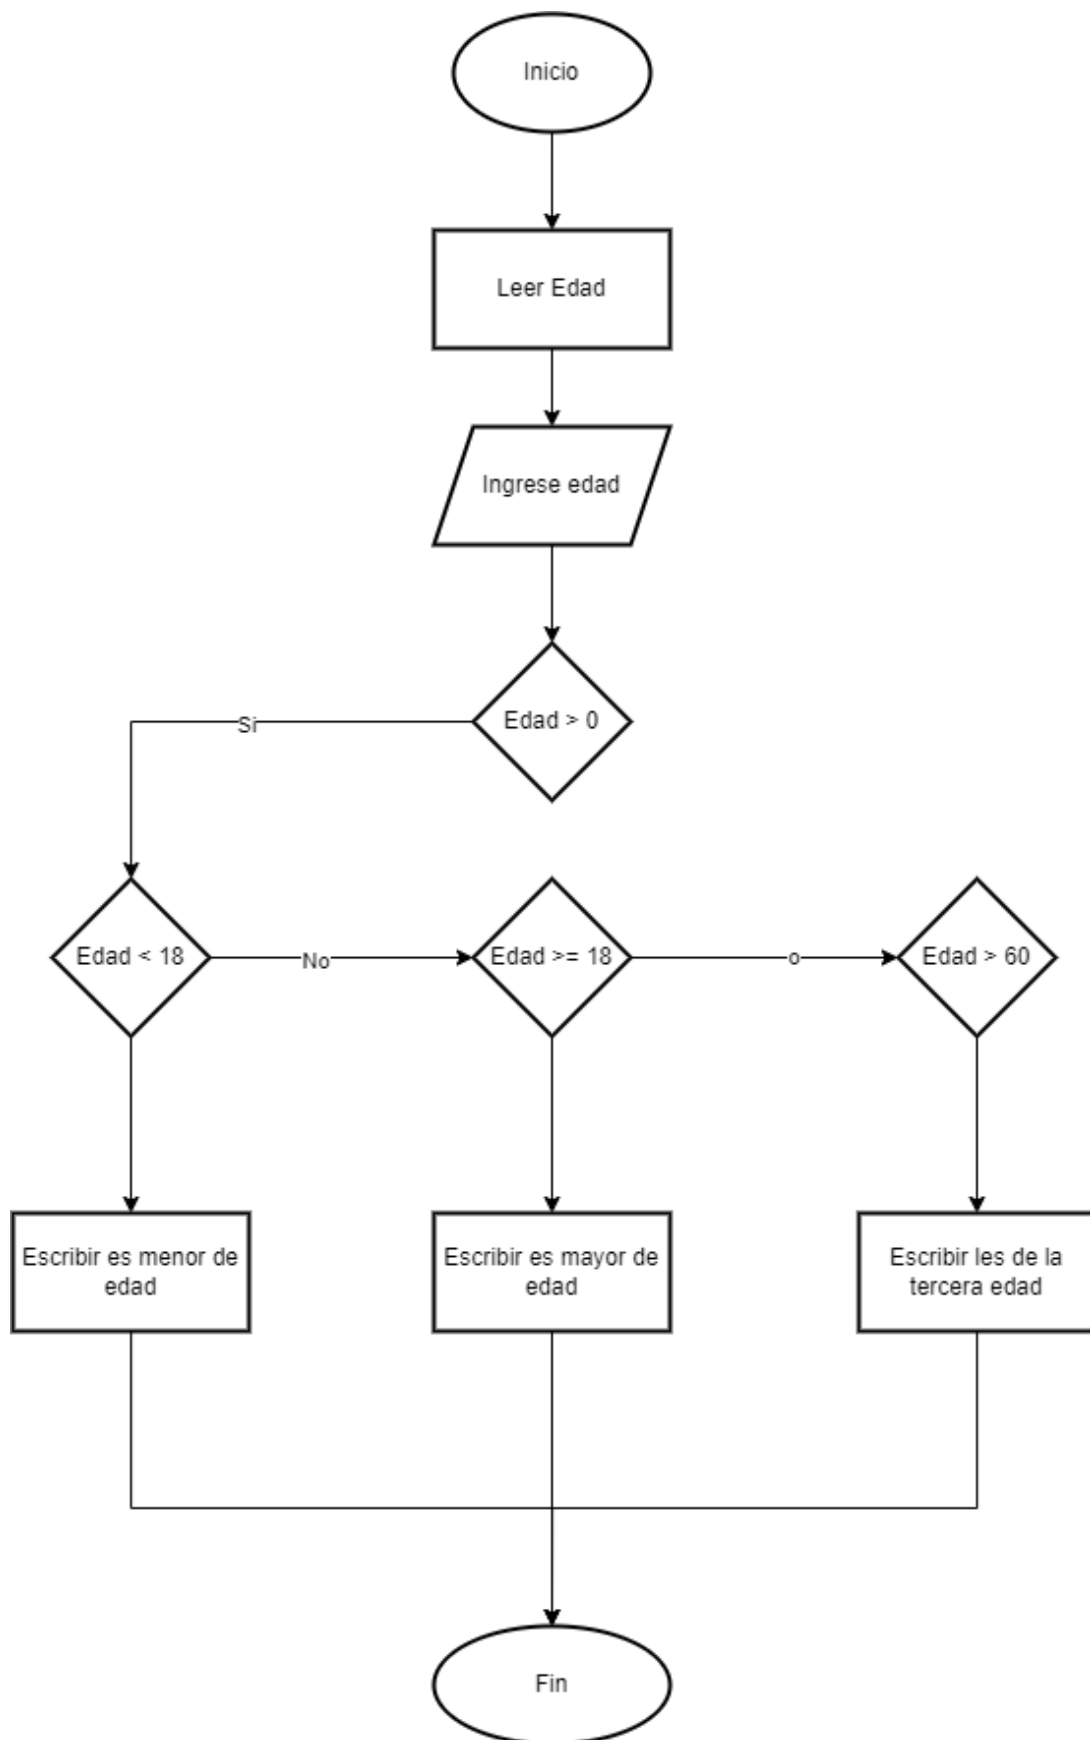 Inicio
Leer Edad
Ingrese edad
Edad > 0
Si
Edad < 18
No
Edad >= 18
o
Edad > 60
Escribir es menor de
edad
Escribir es mayor de
edad
Escribir les de la
tercera edad
Fin